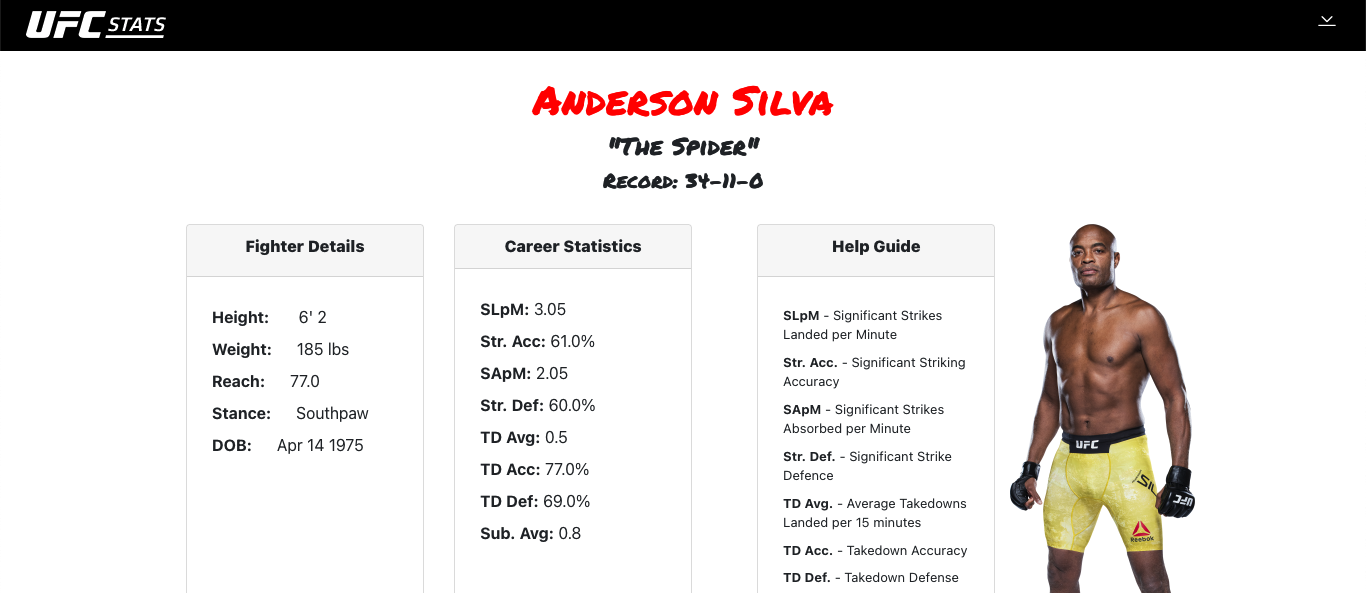 UFC STATS
Anderson Silva
"The Spider"
Record: 34-11-0
Fighter Details
Height: 6' 2
Weight: 185 lbs
Reach: 77.0
Stance: Southpaw
DOB: Apr 14 1975
Career Statistics
SLpM: 3.05
Str. Acc: 61.0%
SApM: 2.05
Str. Def: 60.0%
TD Avg: 0.5
TD Acc: 77.0%
TD Def: 69.0%
Sub. Avg: 0.8
Help Guide
SLpM - Significant Strikes
Landed per Minute
Str. Acc. - Significant Striking
Accuracy
SApM - Significant Strikes
Absorbed per Minute
Str. Def. - Significant Strike
Defence
TD Avg. - Average Takedowns
Landed per 15 minutes
TD Acc. - Takedown Accuracy
TD Def. - Takedown Defense
UFC
SIL
UFC
Reebok